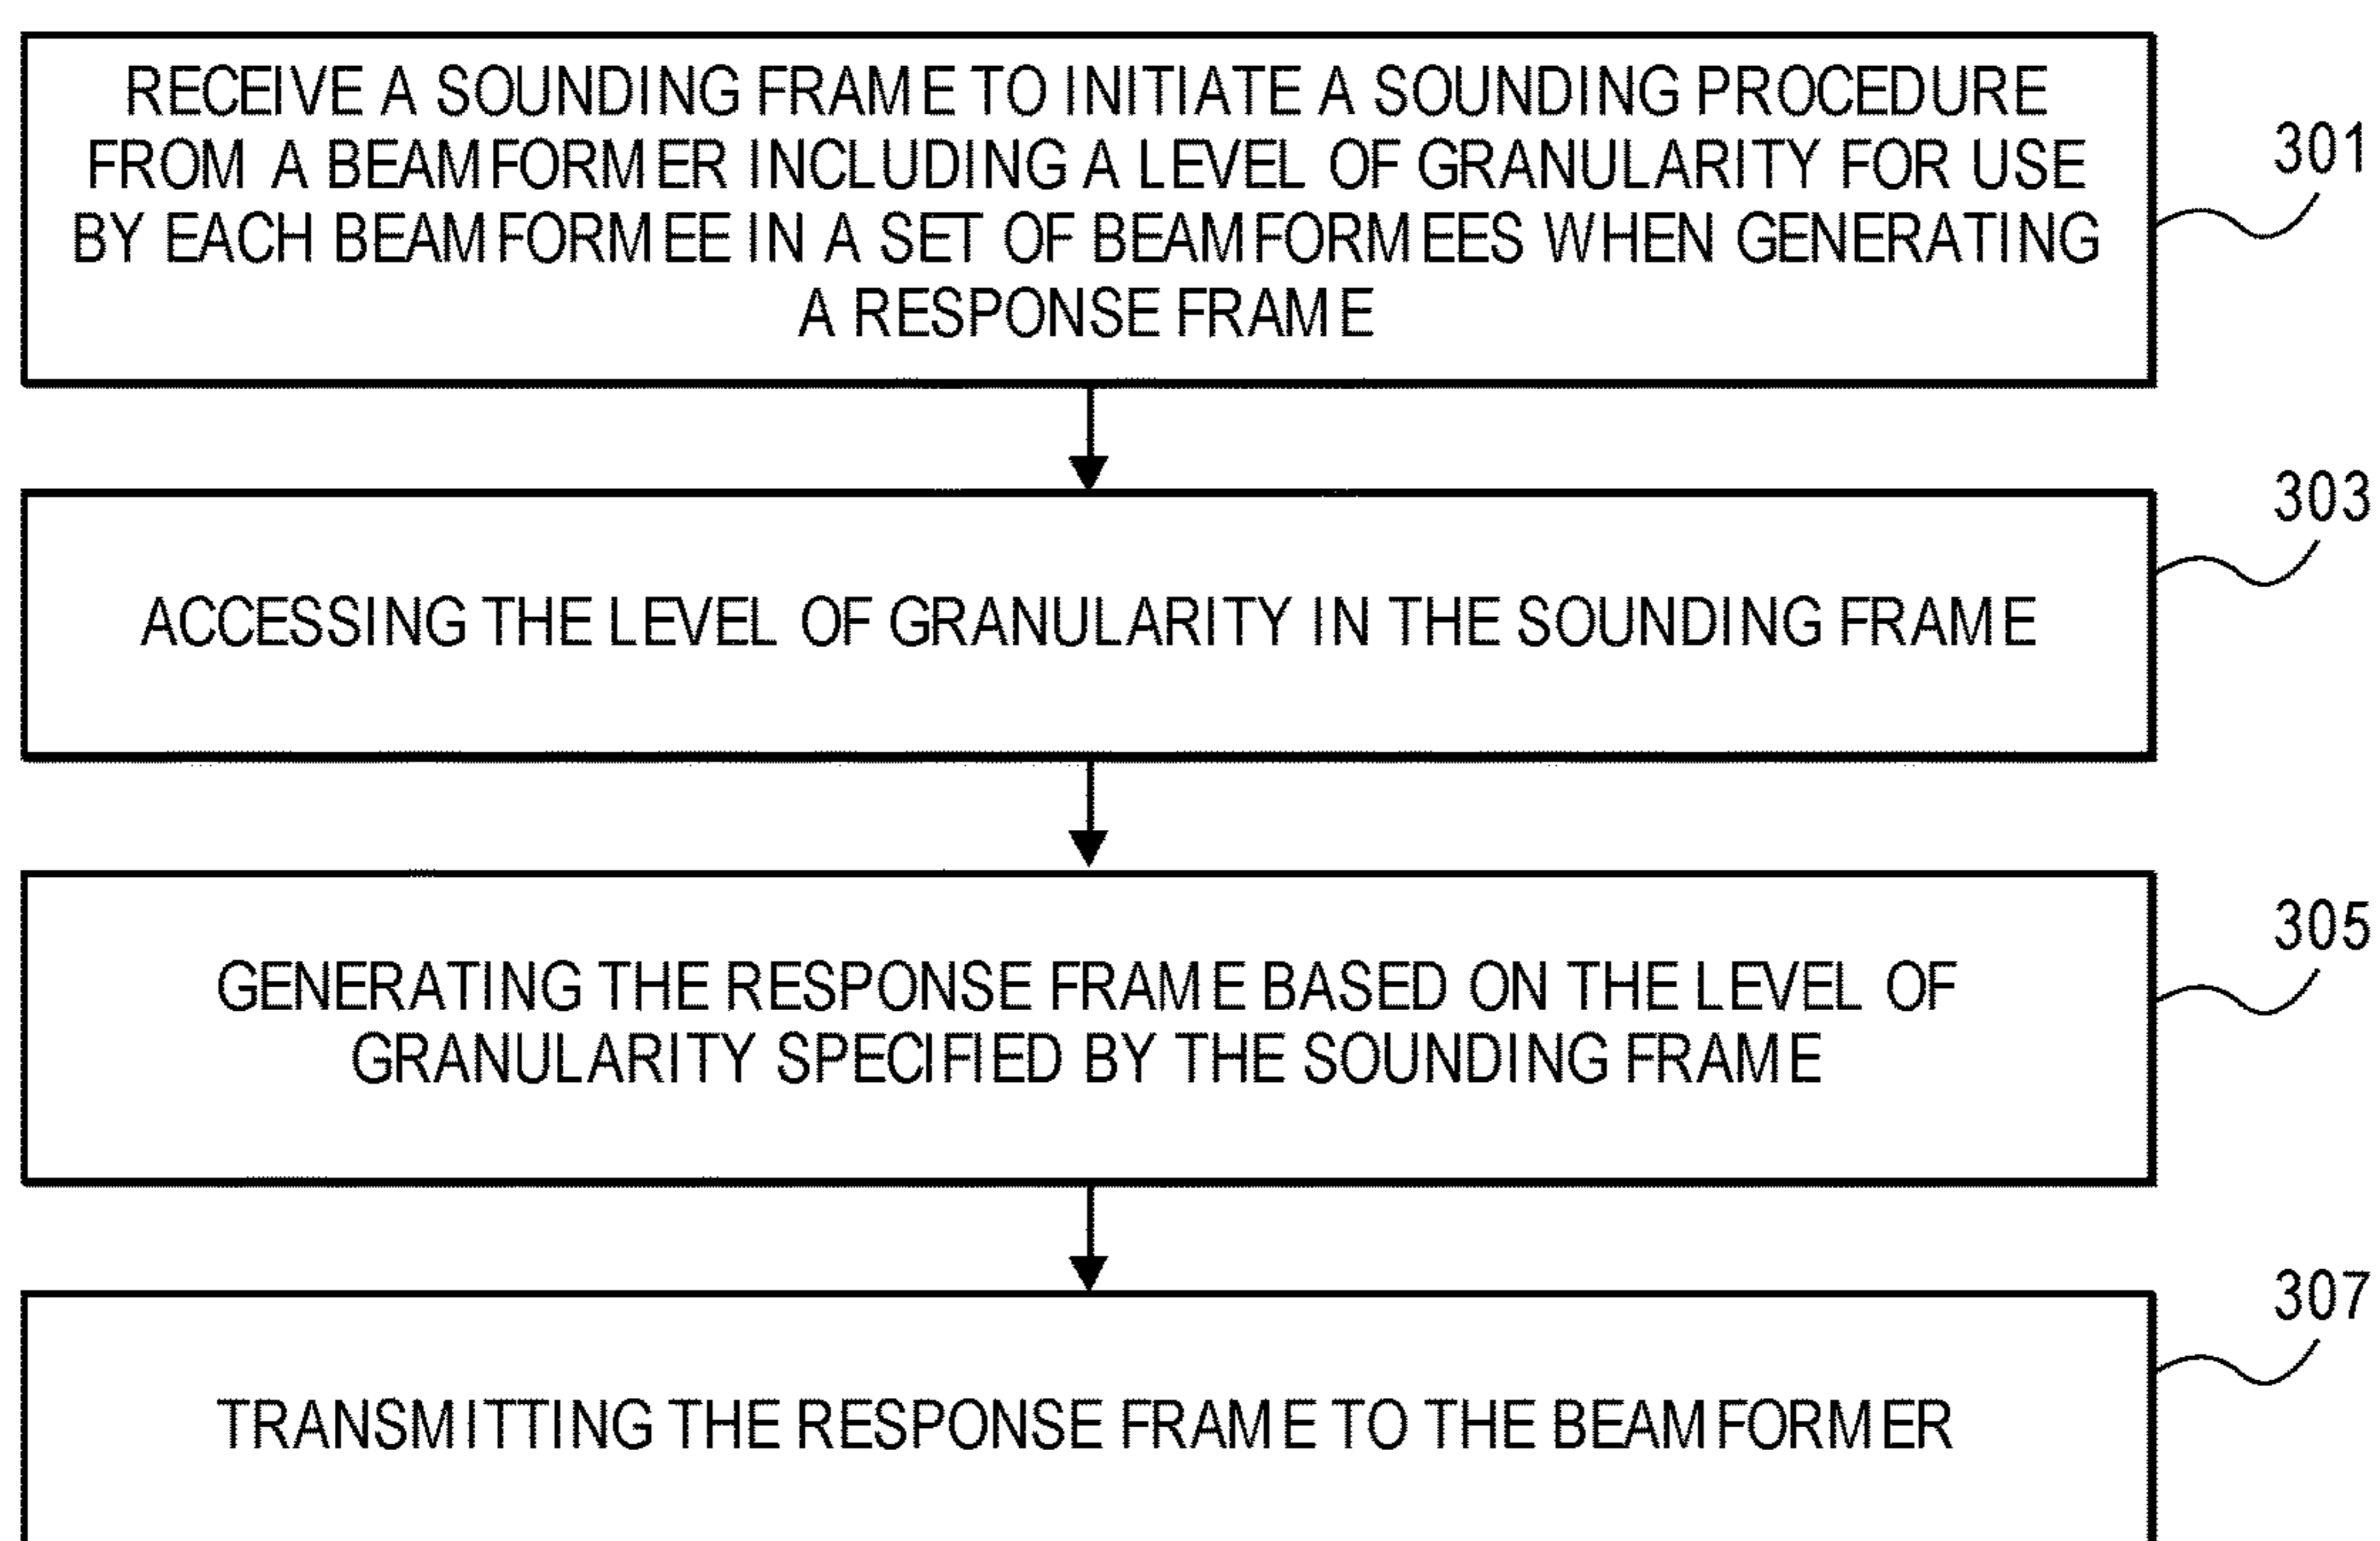 RECEIVE A SOUNDING FRAME TO INITIATE A SOUNDING PROCEDURE
FROM A BEAMFORMER INCLUDING A LEVEL OF GRANULARITY FOR USE
BY EACH BEAMFORMEE IN A SET OF BEAMFORMEES WHEN GENERATING
A RESPONSE FRAME
301
303
ACCESSING THE LEVEL OF GRANULARITY IN THE SOUNDING FRAME
305
GENERATING THE RESPONSE FRAME BASED ON THE LEVEL OF
GRANULARITY SPECIFIED BY THE SOUNDING FRAME
307
TRANSMITTING THE RESPONSE FRAME TO THE BEAMFORMER